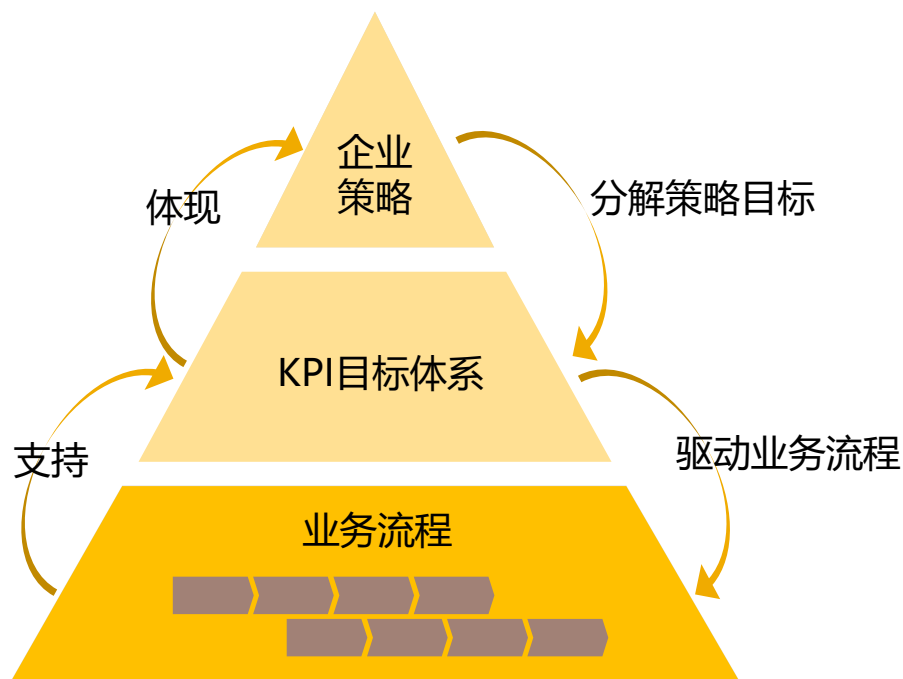 企业
策略
体现
分解策略目标
KPI目标体系
支持
驱动业务流程
业务流程